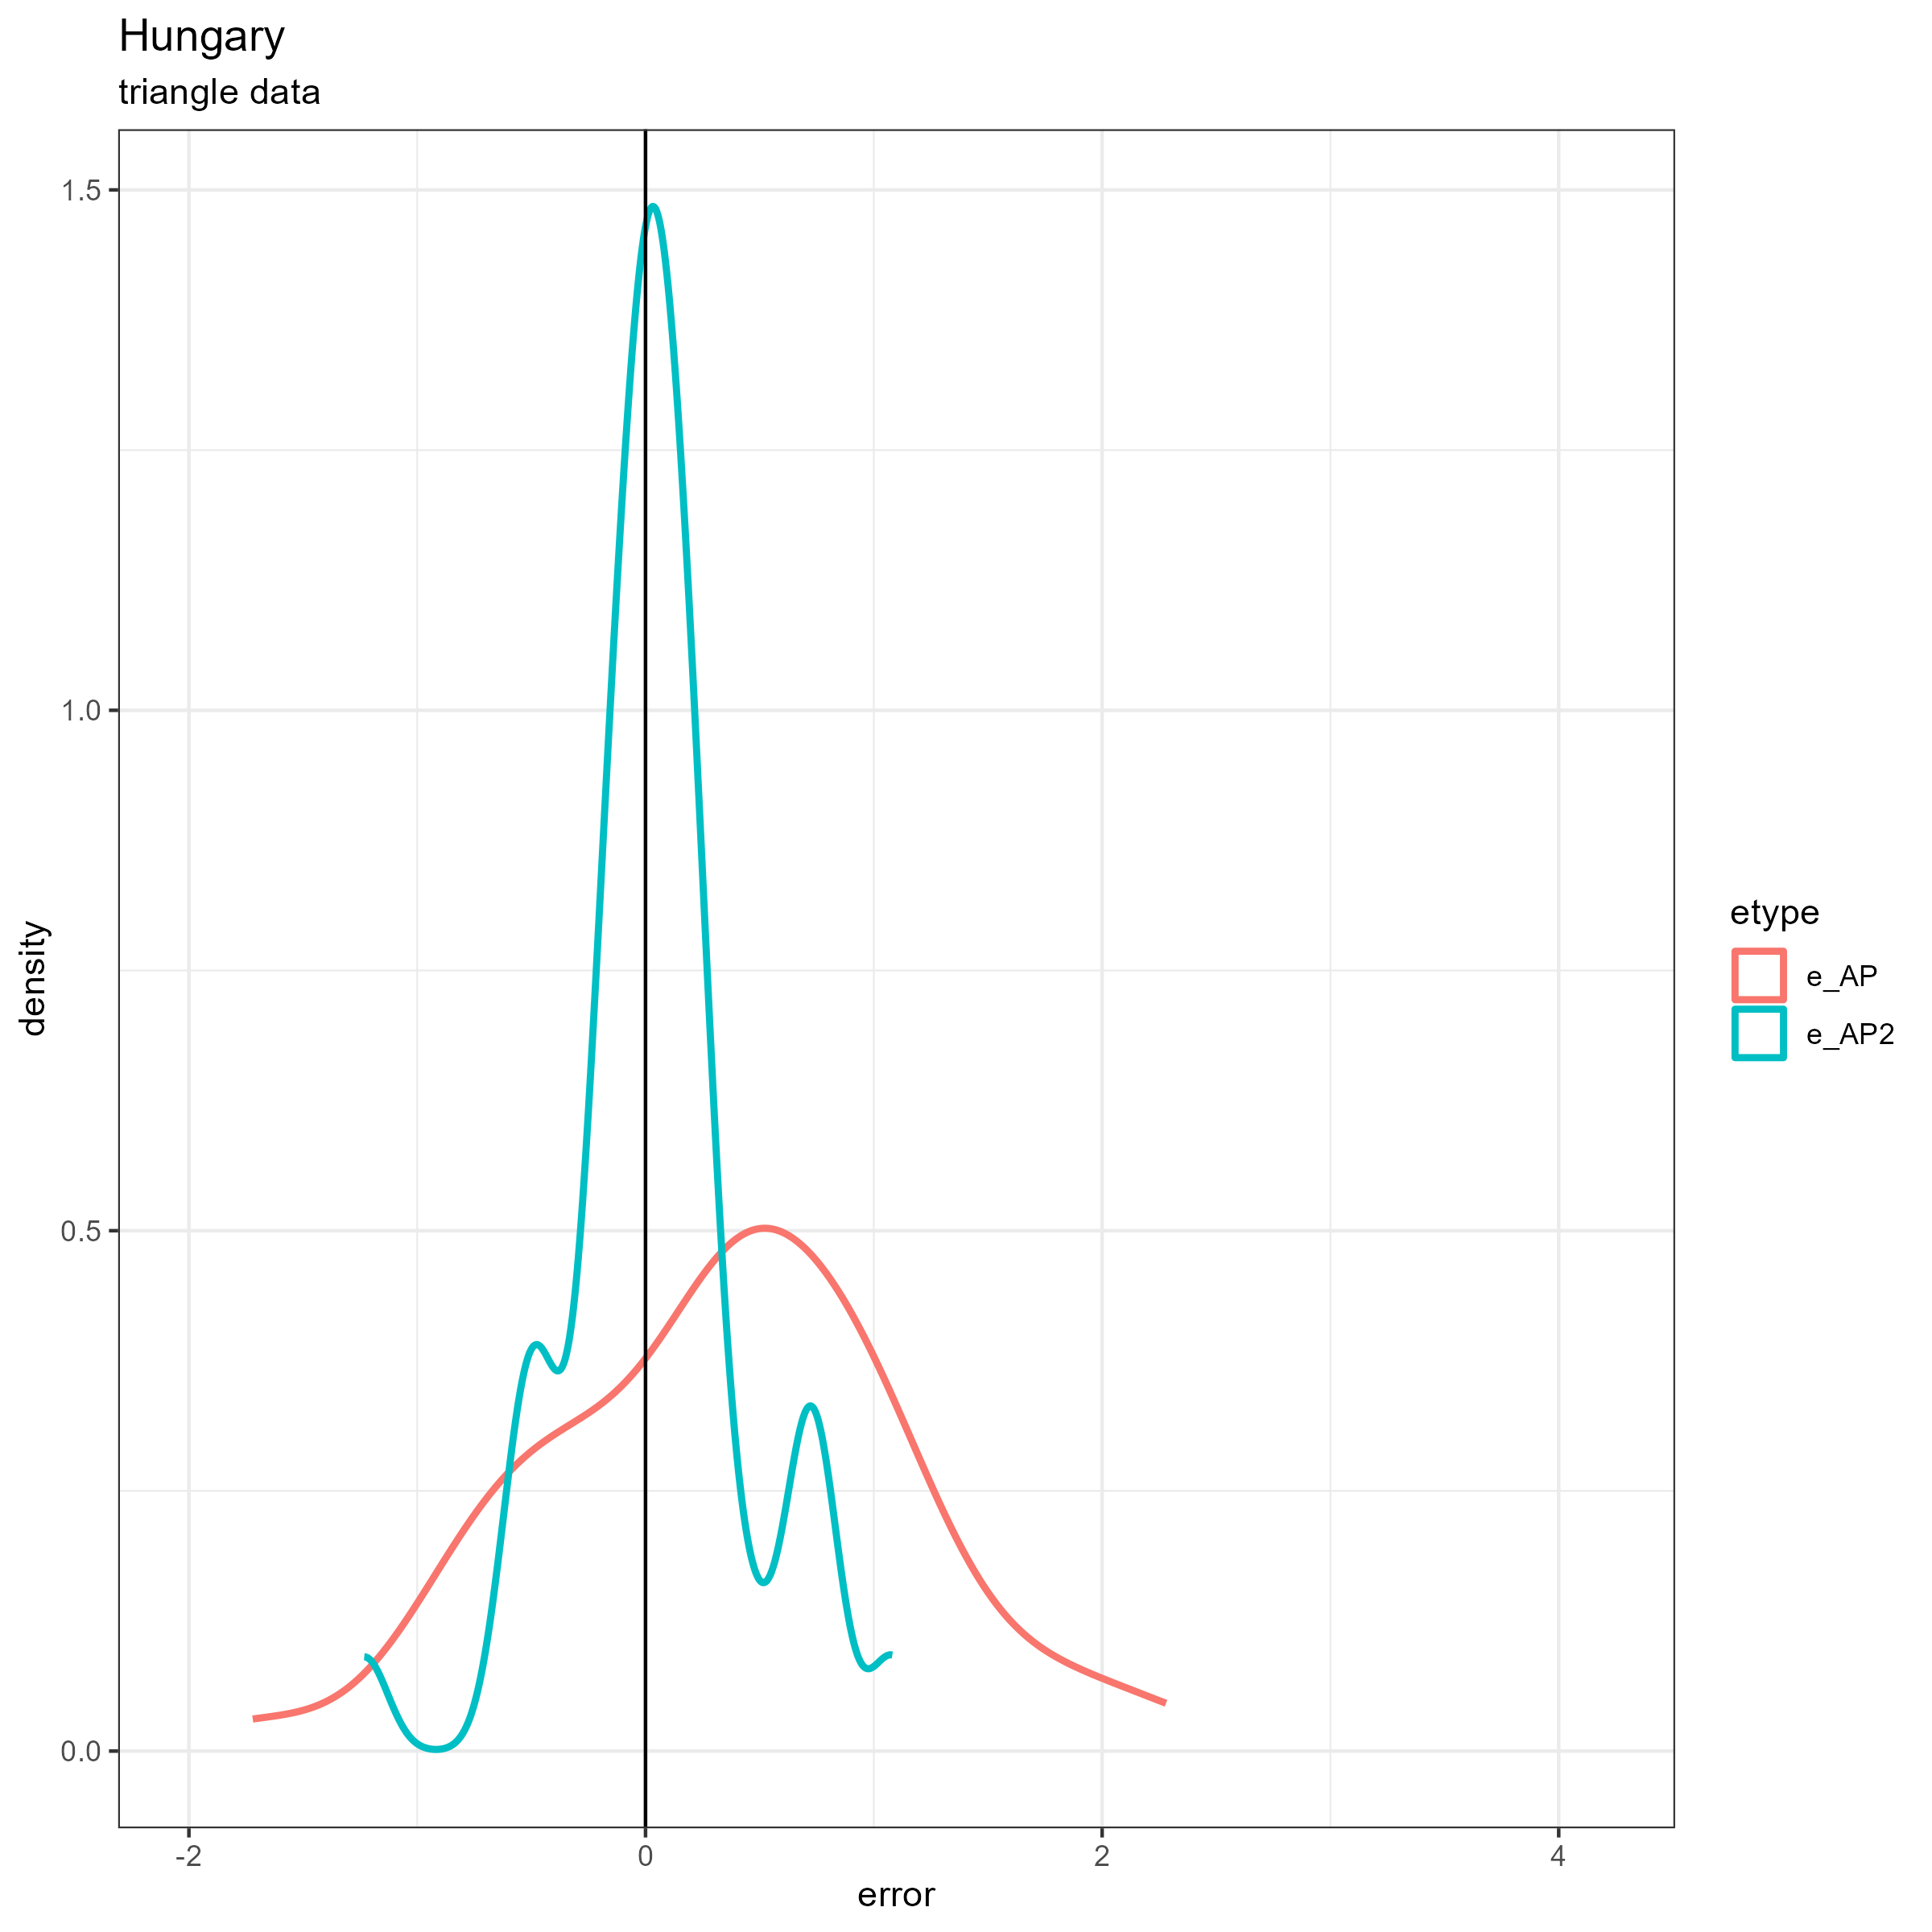 Hungary
triangle data
1.5
1.0
0.5
0.0
density
-2
0
2
4
error
etype
e_AP
e_AP2